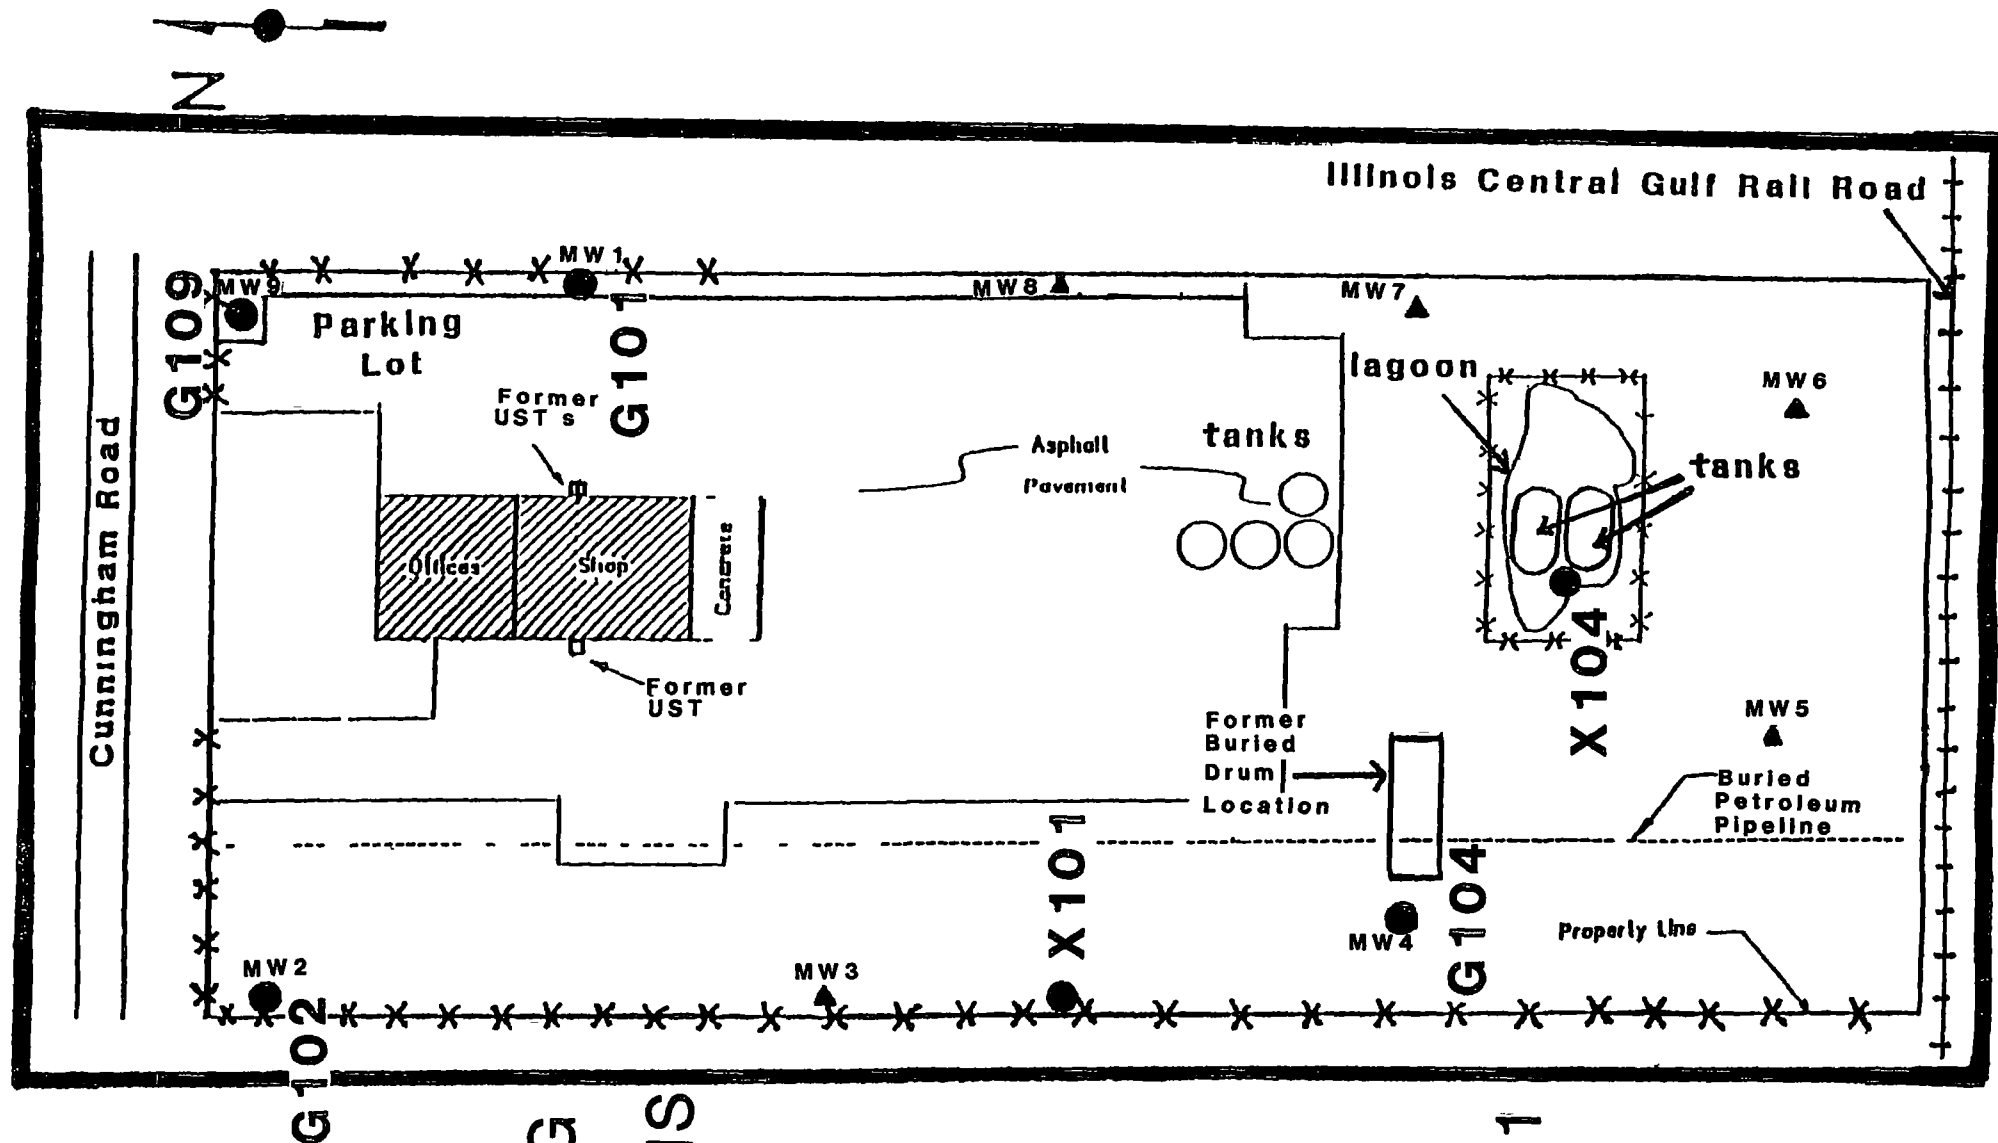 N
Illinois Central Gulf Rail Road
MW1
MW9
MW8
MW7
G109
Parking
Lot
G101
lagoon
MW6
Former
UST s
tanks
Asphalt
Pavement
tanks
Cunningham Road
Offices
Shop
Concrete
X104
Former
UST
MW5
Former
Buried
Drum
Location
Buried
Petroleum
Pipeline
X101
G104
MW4
Property Line
MW2
MW3
G102
G
IS
1